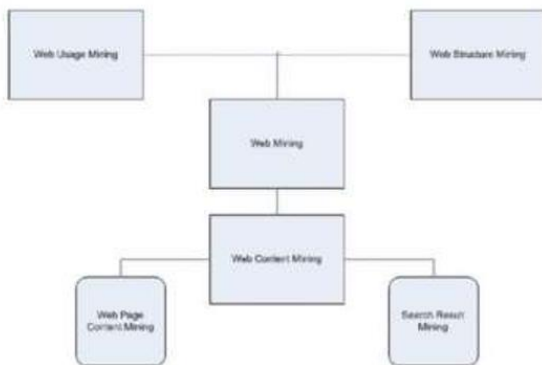 Web Usage Mining
Web Structure Mining
Web Mining
Web Content Mining
Web Page
Content Mining
Search Result
Mining